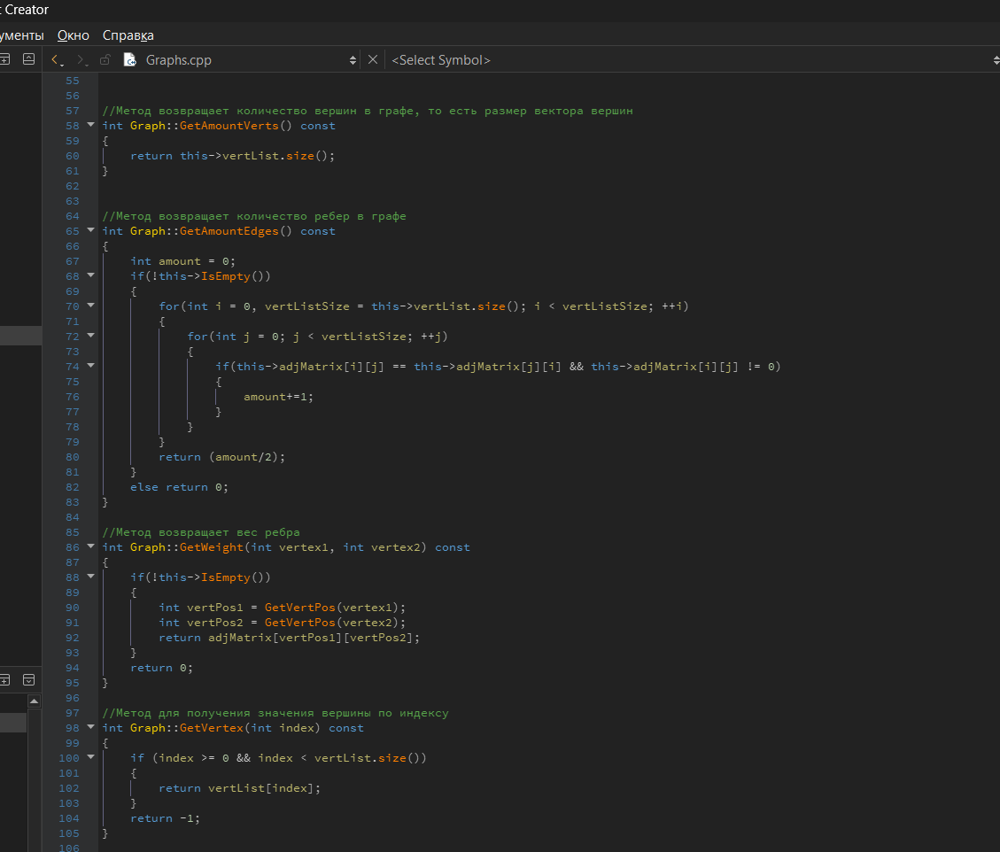 t Creator
ументы Окно Справка
Graphs.cpp <Select Symbol>
55
56
57 //Метод возвращает количество вершин в графе, то есть размер вектора вершин
58 int Graph::GetAmountVerts() const
59 {
60     return this->vertList.size();
61 }
62
63
64 //Метод возвращает количество ребер в графе
65 int Graph::GetAmountEdges() const
66 {
67     int amount = 0;
68     if(!this->IsEmpty())
69     {
70         for(int i = 0, vertListSize = this->vertList.size(); i < vertListSize; ++i)
71         {
72             for(int j = 0; j < vertListSize; ++j)
73             {
74                 if(this->adjMatrix[i][j] == this->adjMatrix[j][i] && this->adjMatrix[i][j] != 0)
75                 {
76                     amount+=1;
77                 }
78             }
79         }
80         return (amount/2);
81     }
82     else return 0;
83 }
84
85 //Метод возвращает вес ребра
86 int Graph::GetWeight(int vertex1, int vertex2) const
87 {
88     if(!this->IsEmpty())
89     {
90         int vertPos1 = GetVertPos(vertex1);
91         int vertPos2 = GetVertPos(vertex2);
92         return adjMatrix[vertPos1][vertPos2];
93     }
94     return 0;
95 }
96
97 //Метод для получения значения вершины по индексу
98 int Graph::GetVertex(int index) const
99 {
100     if (index >= 0 && index < vertList.size())
101     {
102         return vertList[index];
103     }
104     return -1;
105 }
106